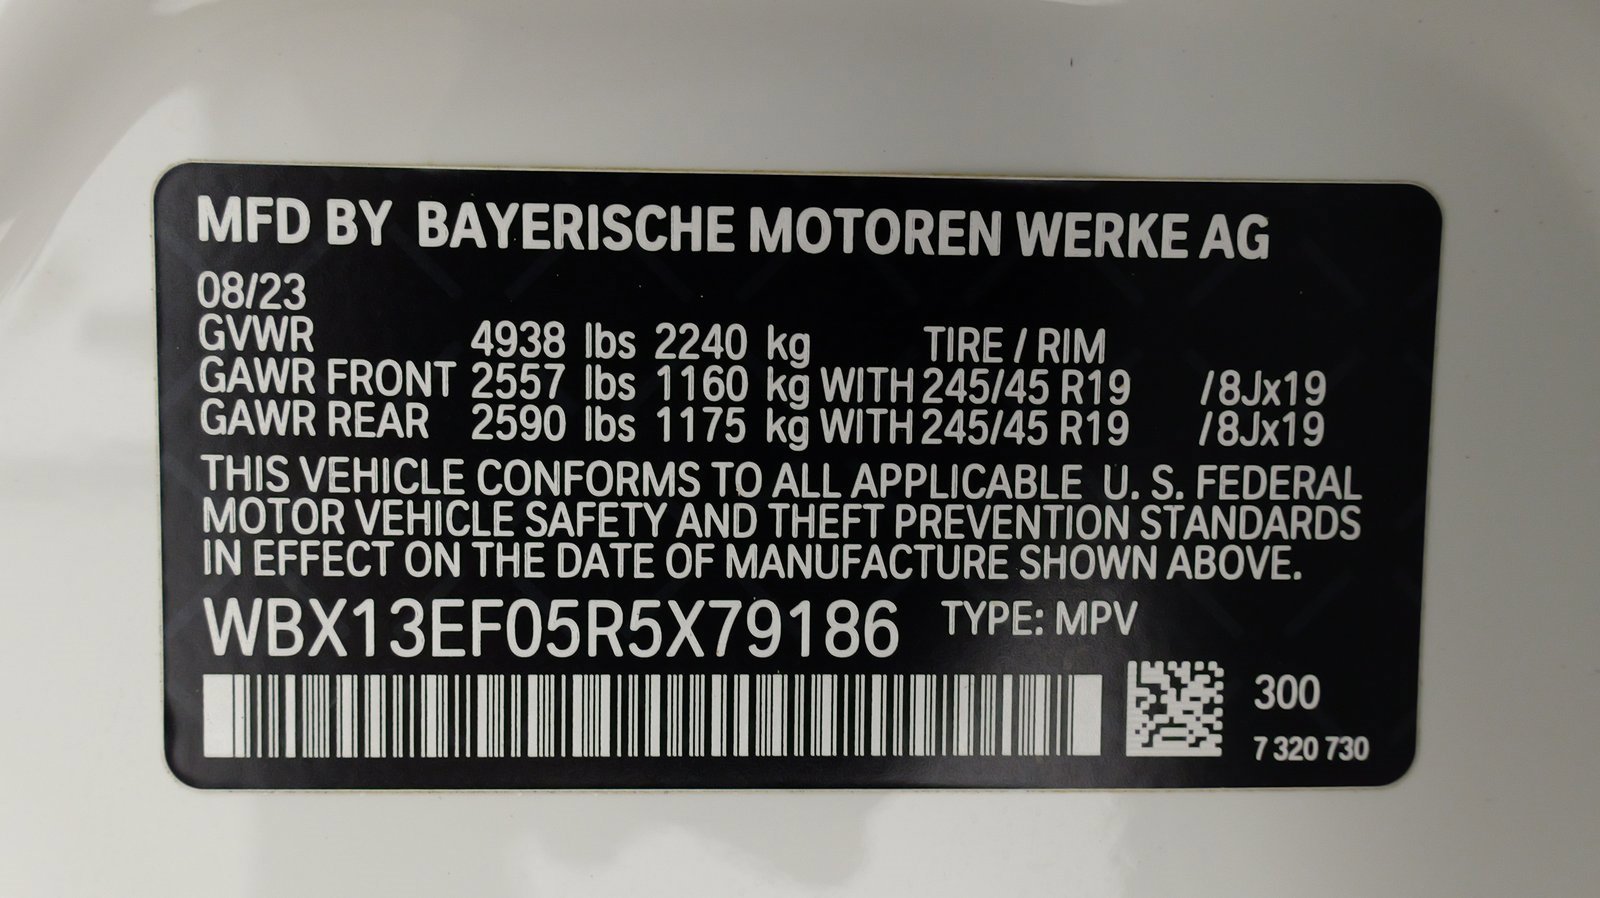 MFD BY BAYERISCHE MOTOREN WERKE AG
08/23
GVWR 4938 lbs 2240 kg TIRE / RIM
GAWR FRONT 2557 lbs 1160 kg WITH 245/45 R19 /8Jx19
GAWR REAR 2590 lbs 1175 kg WITH 245/45 R19 /8Jx19
THIS VEHICLE CONFORMS TO ALL APPLICABLE U. S. FEDERAL
MOTOR VEHICLE SAFETY AND THEFT PREVENTION STANDARDS
IN EFFECT ON THE DATE OF MANUFACTURE SHOWN ABOVE.
WBX13EF05R5X79186 TYPE: MPV
300
7 320 730